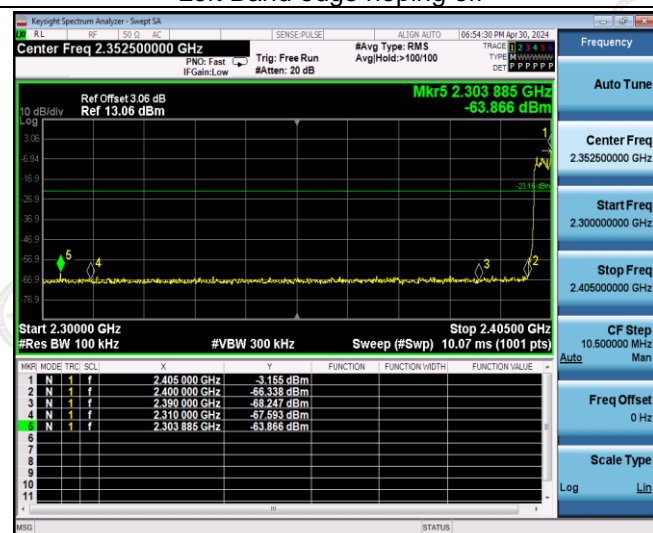 Left Band edge hoping off
Keysight Spectrum Analyzer - Swept SA
RL RF 50 Ω AC SENSE:PULSE ALIGN AUTO 06:54:30 PM Apr 30, 2024
Center Freq 2.352500000 GHz #Avg Type: RMS TRACE 1 2 3 4 5 6 Frequency
PNO: Fast Trig: Free Run Avg|Hold:>100/100 TYPE M W W W W W
IFGain:Low #Atten: 20 dB DET P P P P P P
Auto Tune
Mkr5 2.303 885 GHz
Ref Offset 3.06 dB
10 dB/div Ref 13.06 dBm -63.866 dBm
Log
3.06 1
Center Freq
2.352500000 GHz
-6.94
-16.9
-23.16 dBm
-26.9
Start Freq
2.300000000 GHz
-36.9
-46.9
-56.9 5 4 3 2
Stop Freq
2.405000000 GHz
-66.9
-76.9
Start 2.30000 GHz Stop 2.40500 GHz
#Res BW 100 kHz #VBW 300 kHz Sweep (#Swp) 10.07 ms (1001 pts)
CF Step
10.500000 MHz
Auto Man
MKR MODE TRC SCL X Y FUNCTION FUNCTION WIDTH FUNCTION VALUE
1 N 1 f 2.405 000 GHz -3.155 dBm
2 N 1 f 2.400 000 GHz -66.338 dBm
3 N 1 f 2.390 000 GHz -68.247 dBm
4 N 1 f 2.310 000 GHz -67.593 dBm
5 N 1 f 2.303 885 GHz -63.866 dBm
6
7
8
9
10
11
Freq Offset
0 Hz
Scale Type
Log Lin
MSG STATUS